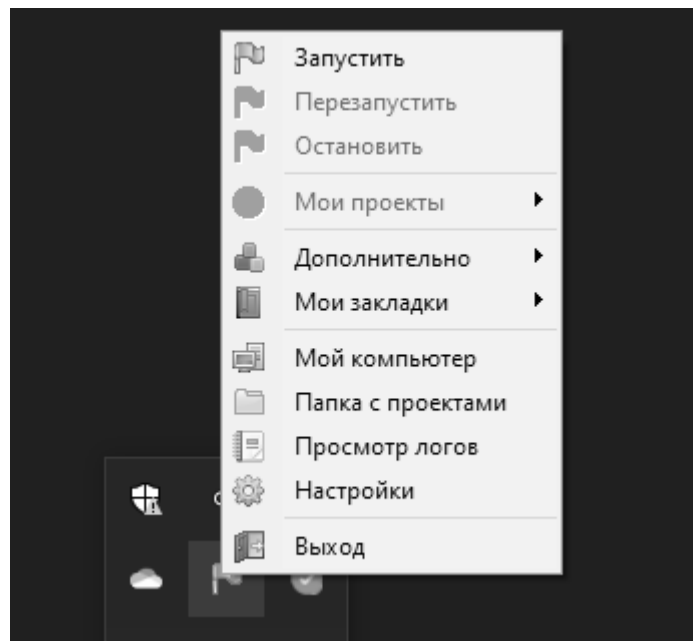 Запустить
Перезапустить
Остановить
Мои проекты
Дополнительно
Мои закладки
Мой компьютер
Папка с проектами
Просмотр логов
Настройки
Выход